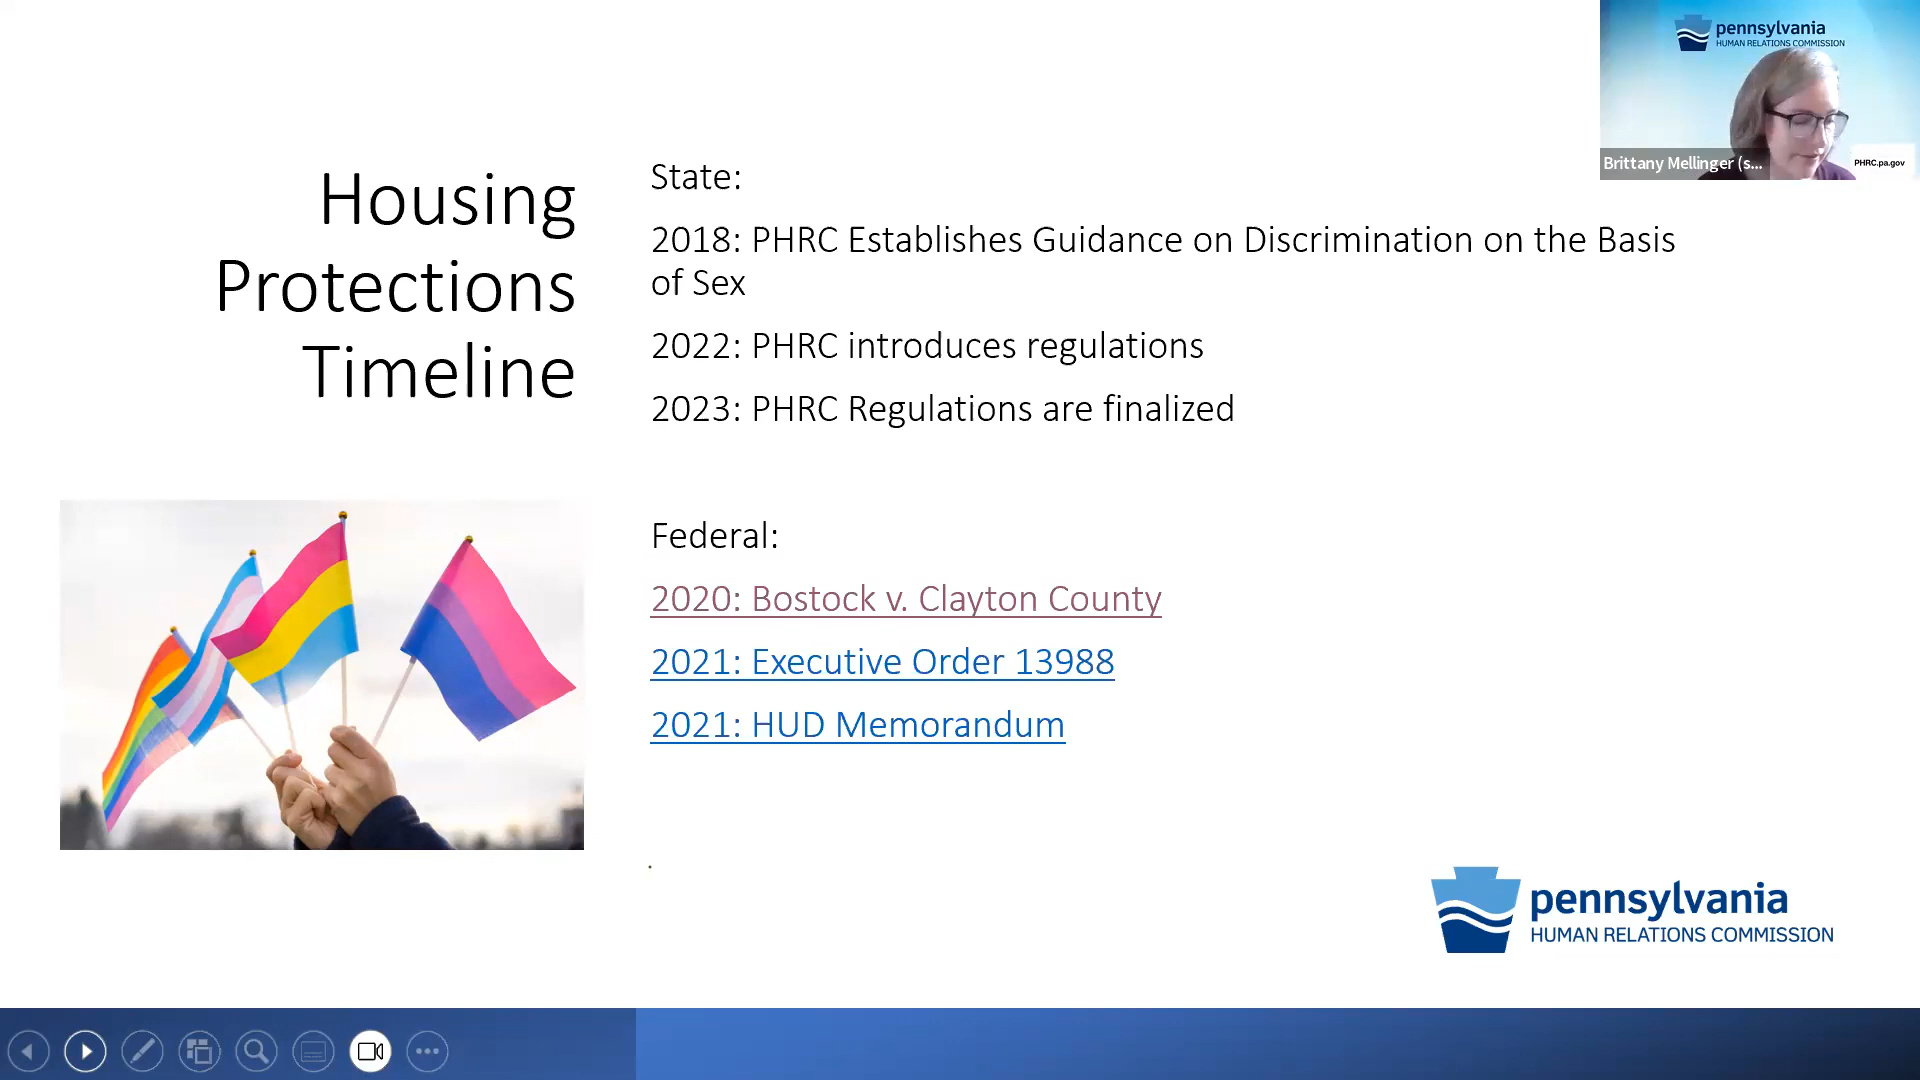 pennsylvania
HUMAN RELATIONS COMMISSION
Brittany Mellinger (s...
PHRC.pa.gov
Housing
Protections
Timeline
State:
2018: PHRC Establishes Guidance on Discrimination on the Basis
of Sex
2022: PHRC introduces regulations
2023: PHRC Regulations are finalized
Federal:
2020: Bostock v. Clayton County
2021: Executive Order 13988
2021: HUD Memorandum
pennsylvania
HUMAN RELATIONS COMMISSION